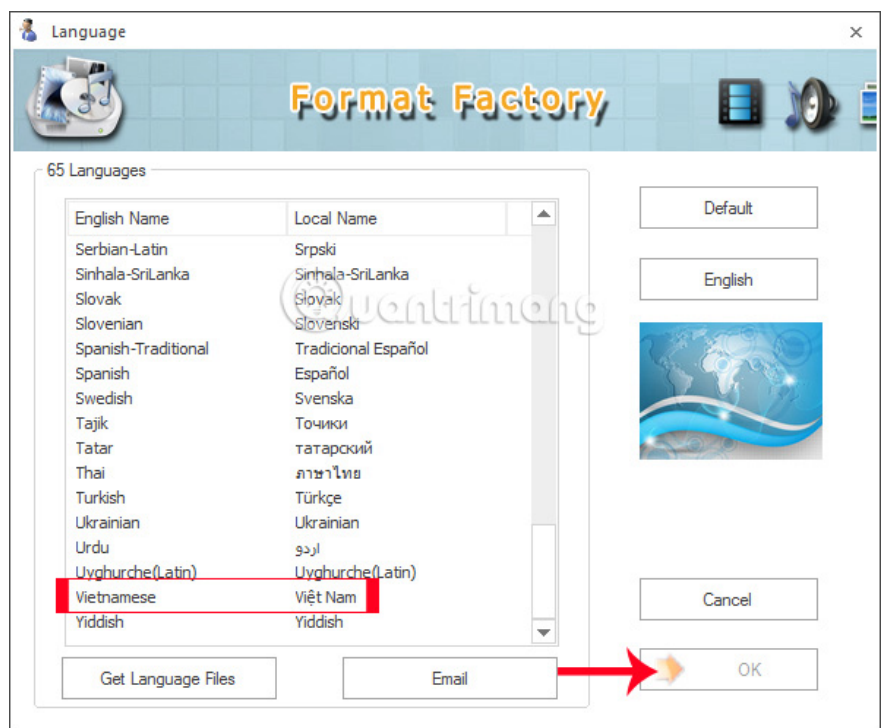 Language
Format Factory
65 Languages
English Name Local Name
Serbian-Latin Srpski
Sinhala-SriLanka Sinhala-SriLanka
Slovak Slovak
Slovenian Slovenski
Spanish-Traditional Tradicional Español
Spanish Español
Swedish Svenska
Tajik Точики
Tatar татарский
Thai ภาษาไทย
Turkish Türkçe
Ukrainian Ukrainian
Urdu اردو
Uyghurche(Latin) Uyghurche(Latin)
Vietnamese Việt Nam
Yiddish Yiddish
Get Language Files
Email
Default
English
Cancel
OK
Quantrimang